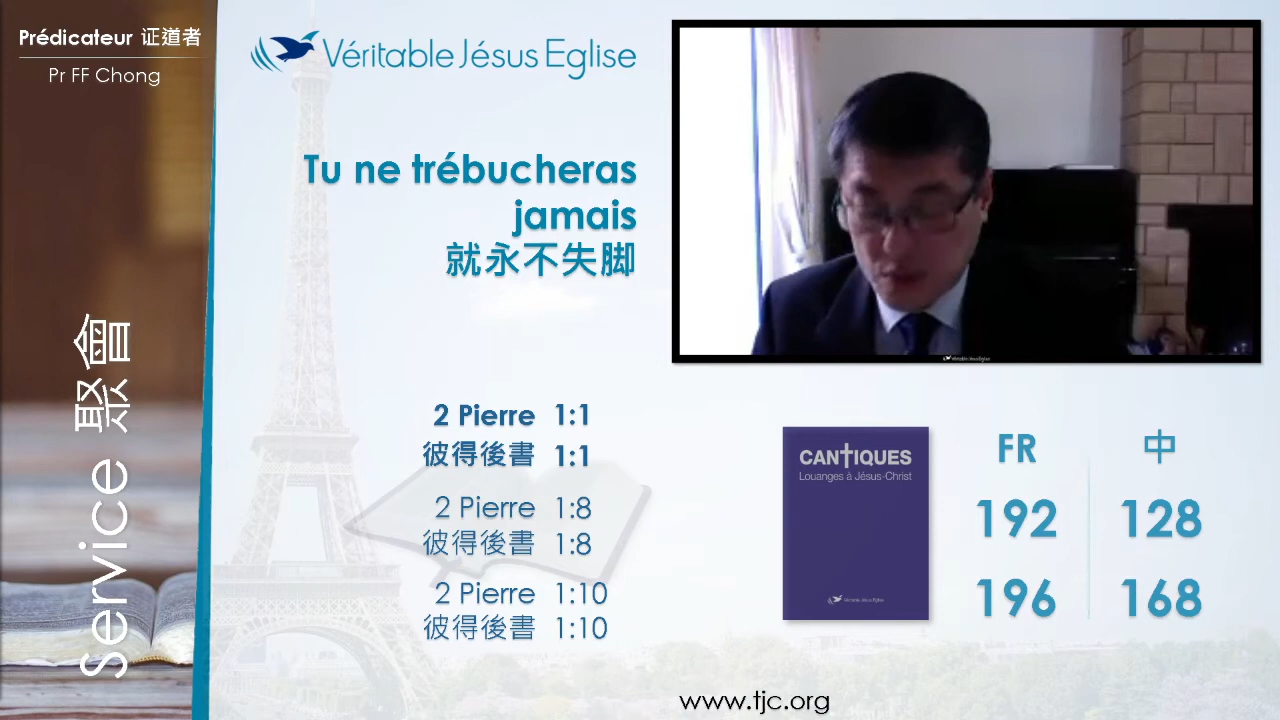 Prédicateur 证道者
Pr FF Chong
Service 聚會
Véritable Jésus Eglise
Tu ne trébucheras
jamais
就永不失脚
2 Pierre 1:1
彼得後書 1:1
2 Pierre 1:8
彼得後書 1:8
2 Pierre 1:10
彼得後書 1:10
Véritable Jésus Eglise
CANTIQUES
Louanges à Jésus-Christ
Véritable Jésus Eglise
FR 中
192 128
196 168
www.tjc.org